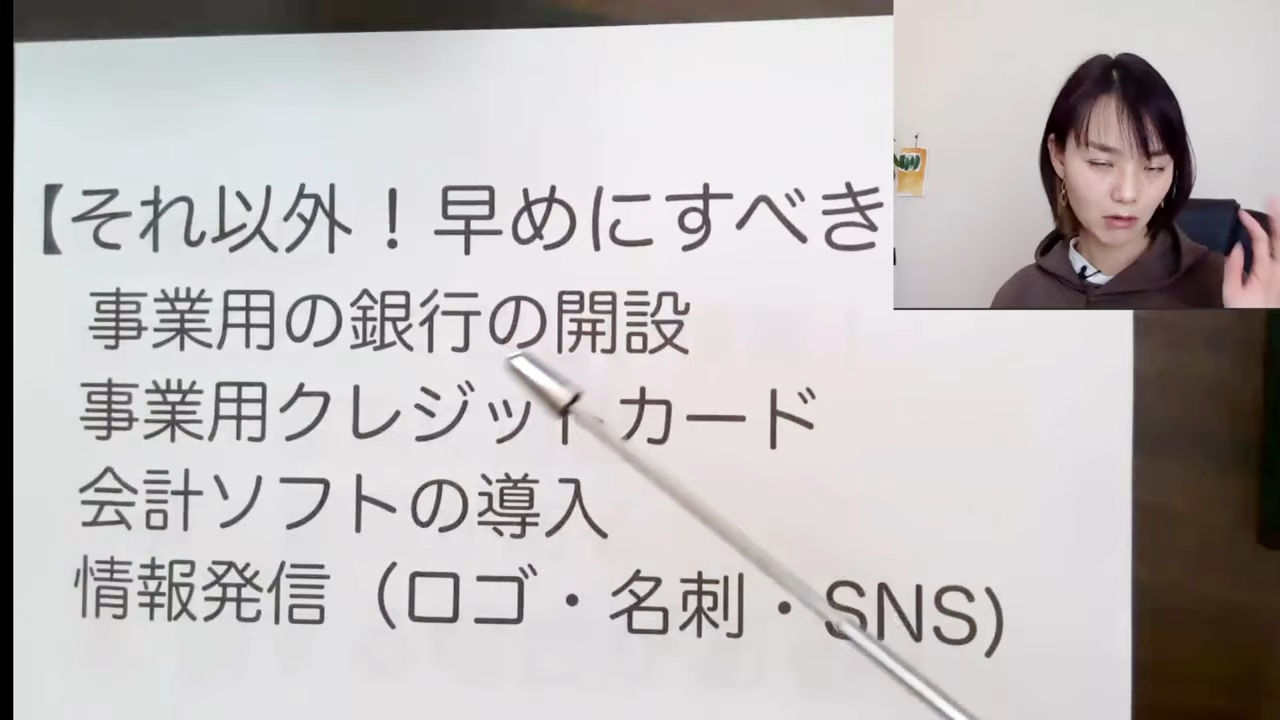 【それ以外！早めにすべき
事業用の銀行の開設
事業用クレジットカード
会計ソフトの導入
情報発信（ロゴ・名刺・SNS)